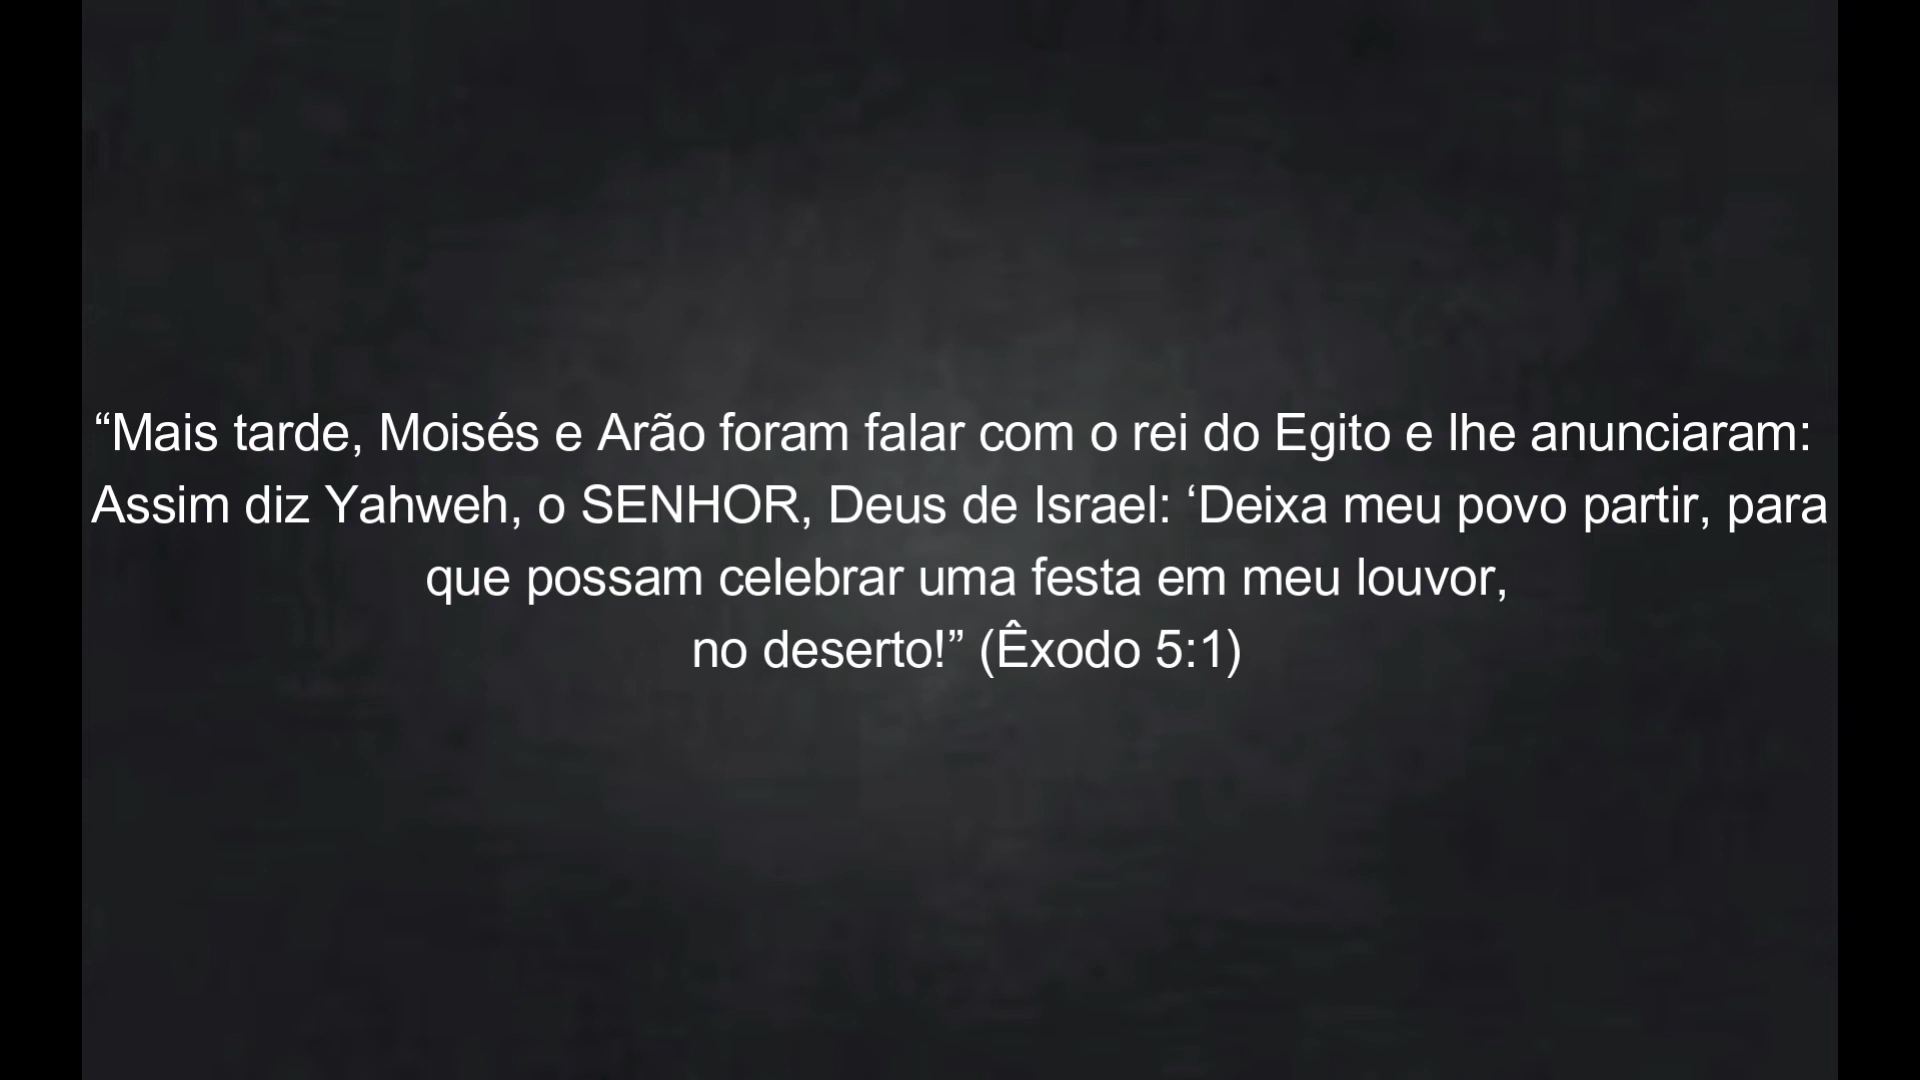 “Mais tarde, Moisés e Arão foram falar com o rei do Egito e lhe anunciaram:
Assim diz Yahweh, o SENHOR, Deus de Israel: ‘Deixa meu povo partir, para
que possam celebrar uma festa em meu louvor,
no deserto!” (Êxodo 5:1)